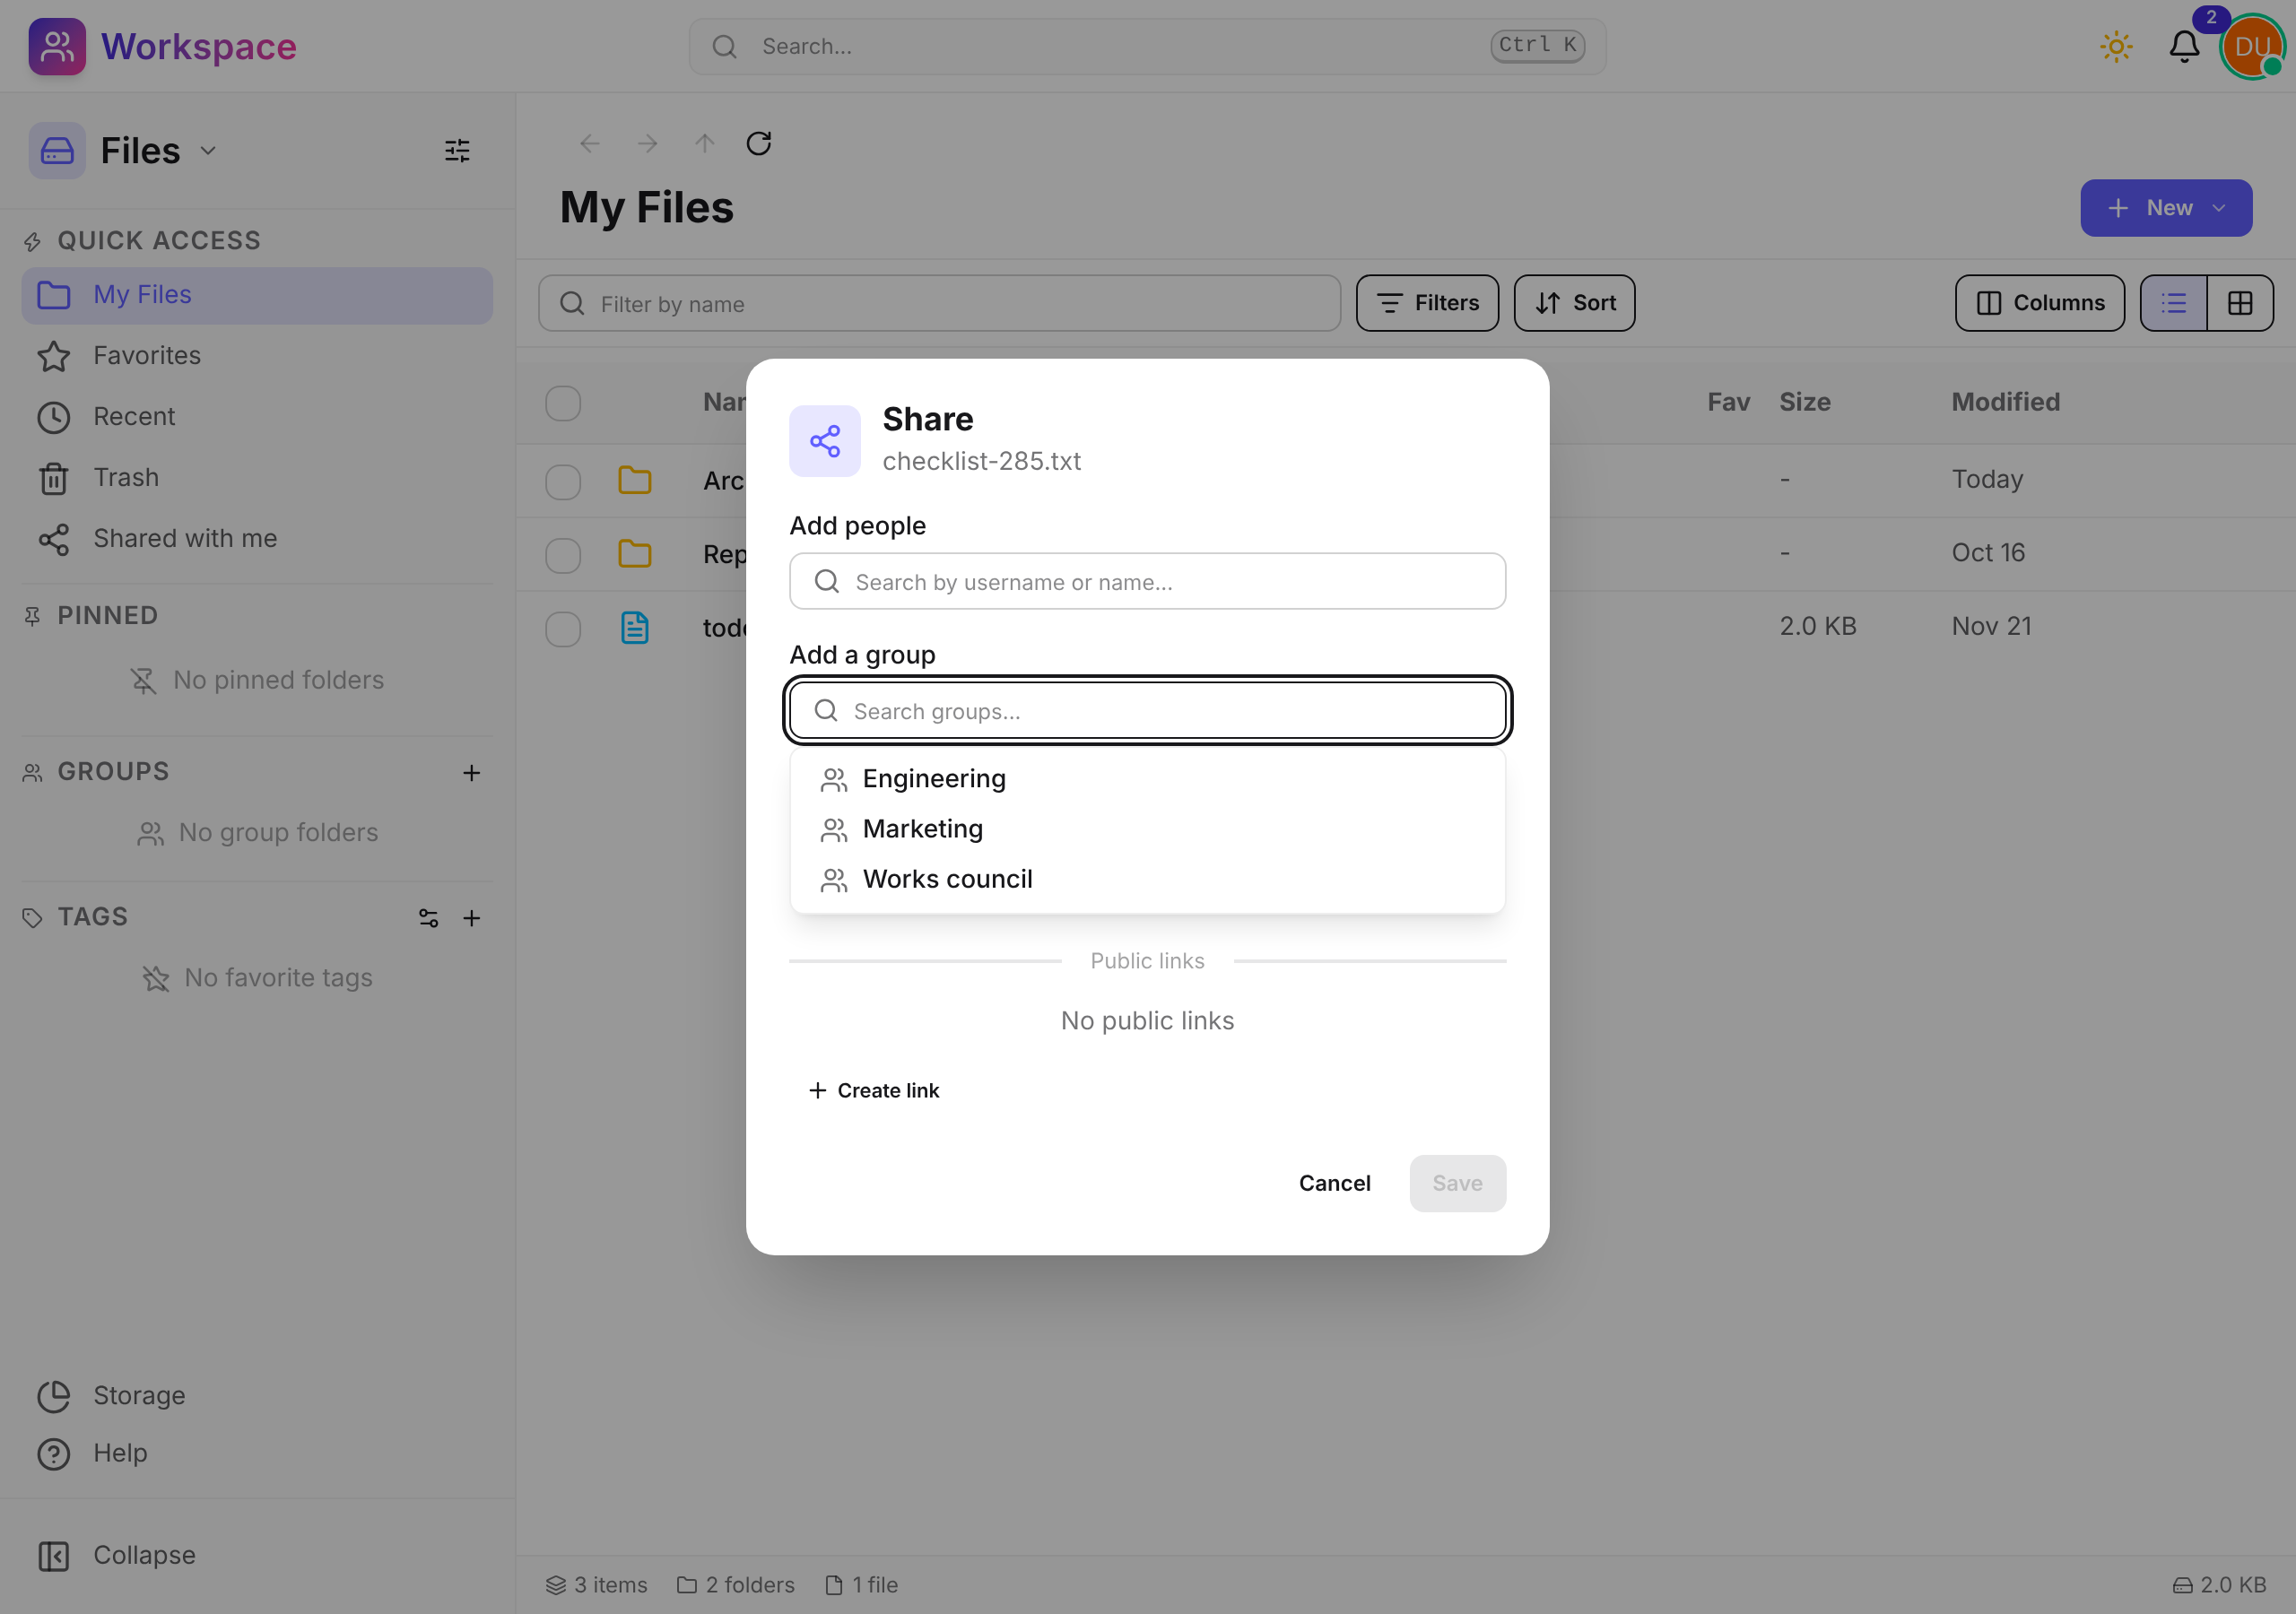 Workspace
Search...
Ctrl K
2
DU
Files
QUICK ACCESS
My Files
Favorites
Recent
Trash
Shared with me
PINNED
No pinned folders
GROUPS
No group folders
TAGS
No favorite tags
Storage
Help
Collapse
My Files
New
Filter by name
Filters
Sort
Columns
Fav
Size
Modified
-
Today
-
Oct 16
2.0 KB
Nov 21
Share
checklist-285.txt
Add people
Search by username or name...
Add a group
Search groups...
Engineering
Marketing
Works council
Public links
No public links
Create link
Cancel
Save
3 items
2 folders
1 file
2.0 KB